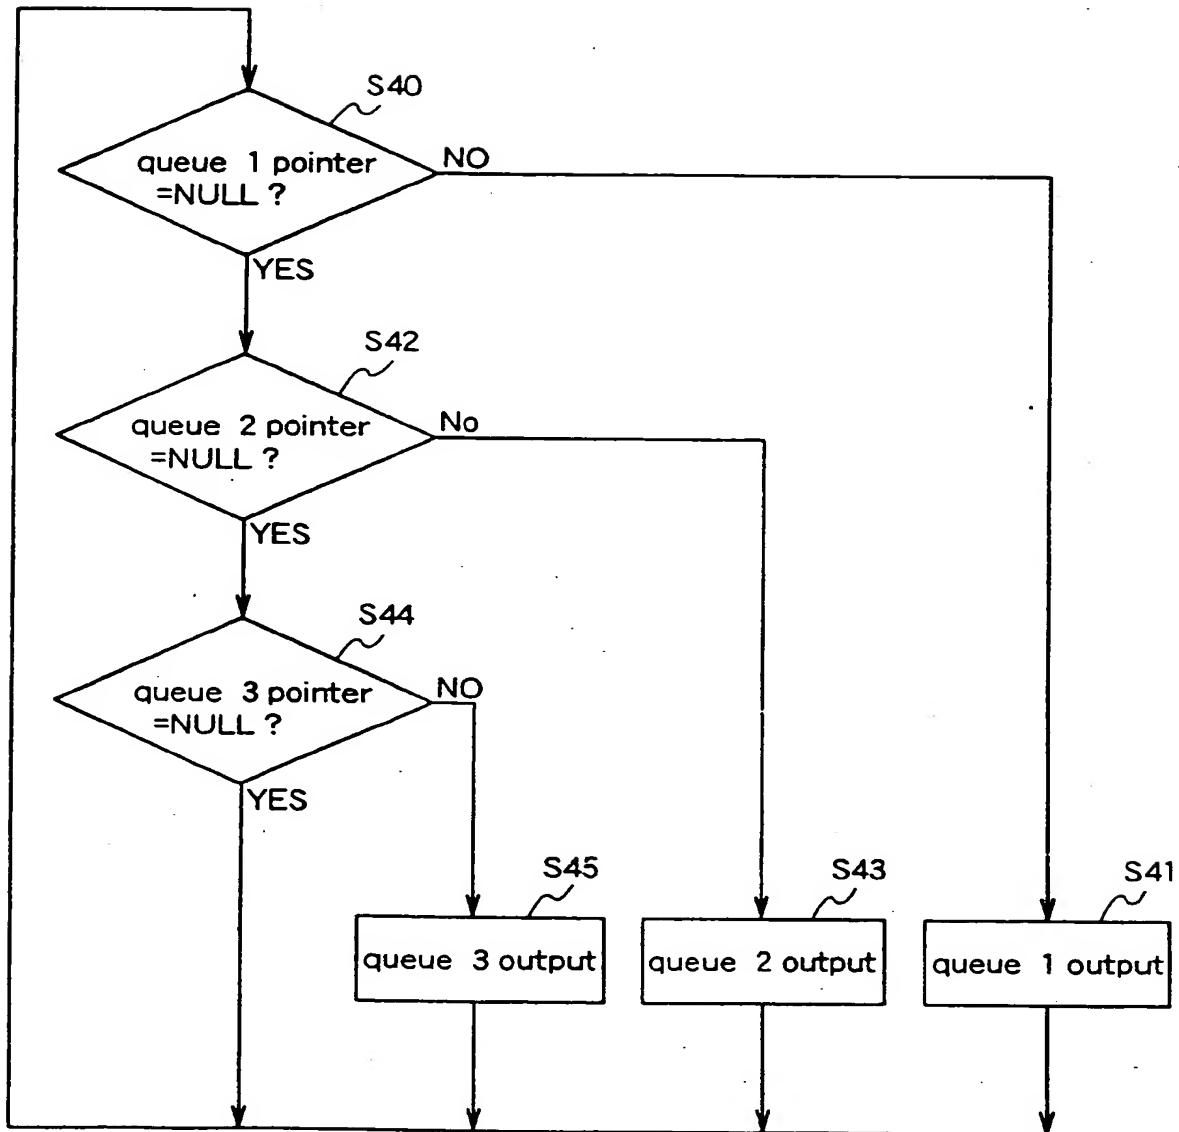 S40
queue 1 pointer
=NULL ?
NO
YES
S42
queue 2 pointer
=NULL ?
No
YES
S44
queue 3 pointer
=NULL ?
NO
YES
S45
queue 3 output
S43
queue 2 output
S41
queue 1 output